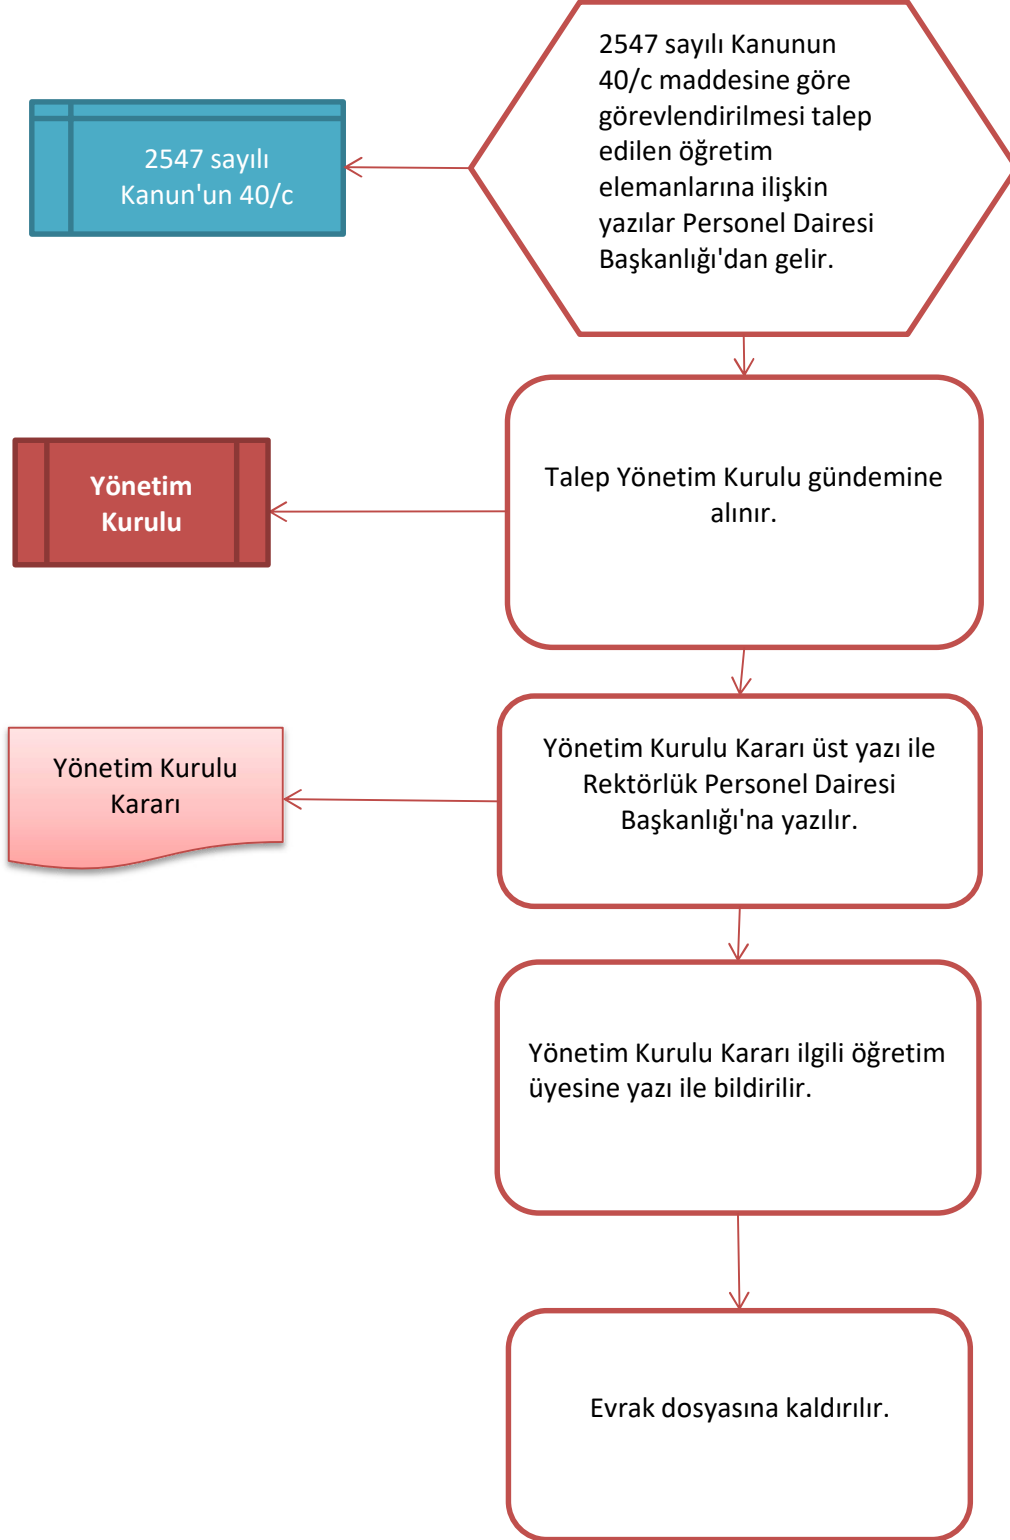 2547 sayılı Kanunun
40/c maddesine göre
görevlendirilmesi talep
edilen öğretim
elemanlarına ilişkin
yazılar Personel Dairesi
Başkanlığı'dan gelir.
2547 sayılı
Kanun'un 40/c
Talep Yönetim Kurulu gündemine
alınır.
Yönetim
Kurulu
Yönetim Kurulu Kararı üst yazı ile
Rektörlük Personel Dairesi
Başkanlığı'na yazılır.
Yönetim Kurulu
Kararı
Yönetim Kurulu Kararı ilgili öğretim
üyesine yazı ile bildirilir.
Evrak dosyasına kaldırılır.